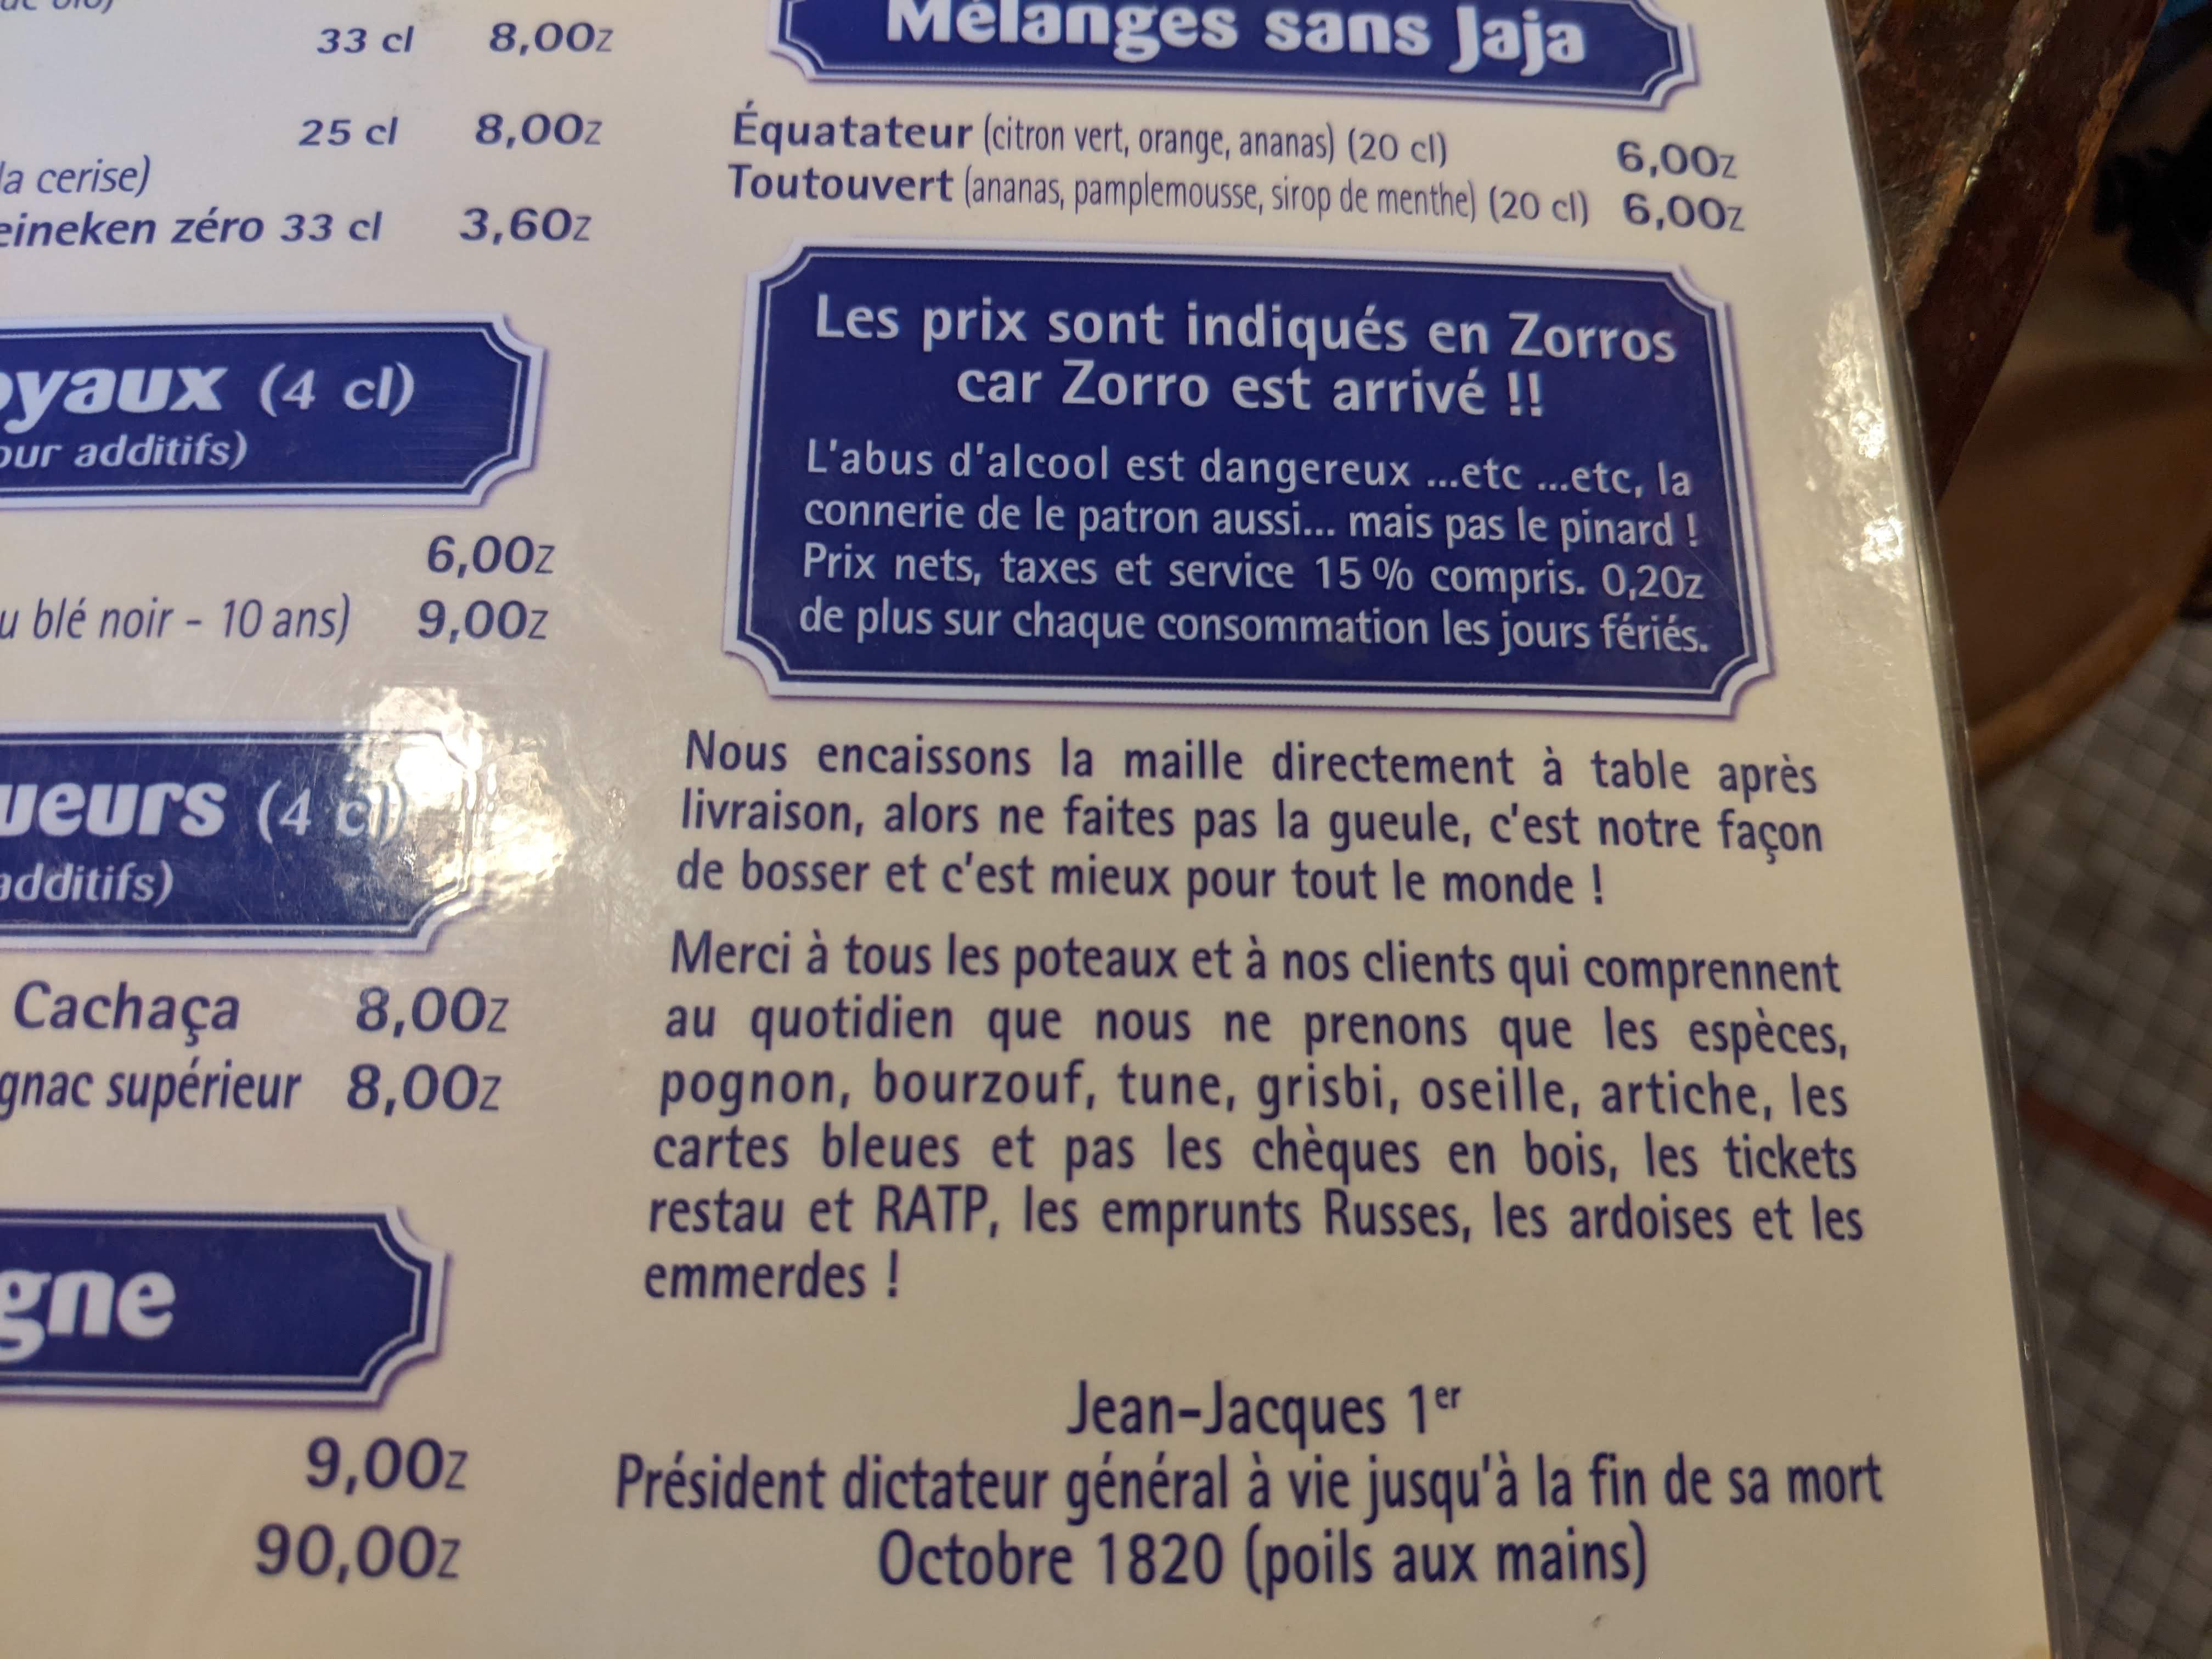 33 cl 8,00z
25 cl 8,00z
la cerise)
eineken zéro 33 cl 3,60z
oyaux (4 cl)
our additifs)
6,00z
u blé noir - 10 ans) 9,00z
ueurs (4 cl)
additifs)
Cachaça 8,00z
gnac supérieur 8,00z
gne
9,00z
90,00z
Mélanges sans Jaja
Équatateur (citron vert, orange, ananas) (20 cl) 6,00z
Toutouvert (ananas, pamplemousse, sirop de menthe) (20 cl) 6,00z
Les prix sont indiqués en Zorros
car Zorro est arrivé !!
L'abus d'alcool est dangereux ...etc ...etc, la
connerie de le patron aussi... mais pas le pinard !
Prix nets, taxes et service 15 % compris. 0,20z
de plus sur chaque consommation les jours fériés.
Nous encaissons la maille directement à table après
livraison, alors ne faites pas la gueule, c'est notre façon
de bosser et c'est mieux pour tout le monde !
Merci à tous les poteaux et à nos clients qui comprennent
au quotidien que nous ne prenons que les espèces,
pognon, bourzouf, tune, grisbi, oseille, artiche, les
cartes bleues et pas les chèques en bois, les tickets
restau et RATP, les emprunts Russes, les ardoises et les
emmerdes !
Jean-Jacques 1er
Président dictateur général à vie jusqu'à la fin de sa mort
Octobre 1820 (poils aux mains)